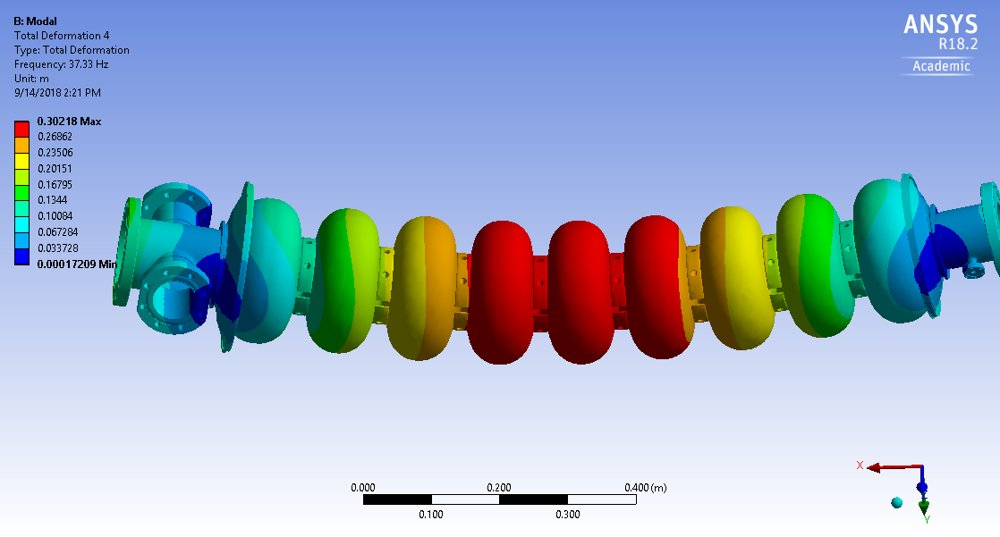 B: Modal
Total Deformation 4
Type: Total Deformation
Frequency: 37.33 Hz
Unit: m
9/14/2018 2:21 PM
0.30218 Max
0.26862
0.23506
0.20151
0.16795
0.1344
0.10084
0.067284
0.033728
0.00017209 Min
ANSYS
R18.2
Academic
0.000 0.200 0.400 (m)
0.100 0.300
X
Y